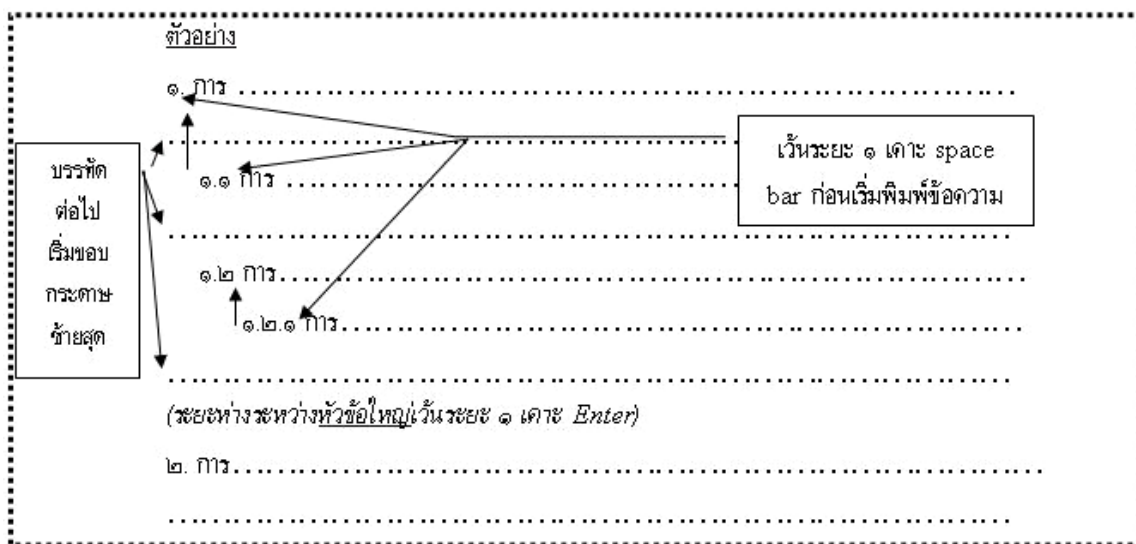 ตัวอย่าง
๑. การ ......................................................................
......................................................................
๑.๑ การ ......................................................................
......................................................................
๑.๒ การ......................................................................
๑.๒.๑ การ......................................................................
......................................................................
(ระยะห่างระหว่างหัวข้อใหญ่เว้นระยะ ๑ เคาะ Enter)
๒. การ......................................................................
......................................................................
บรรทัด
ต่อไป
เริ่มขอบ
กระดาษ
ซ้ายสุด
เว้นระยะ ๑ เคาะ space
bar ก่อนเริ่มพิมพ์ข้อความ